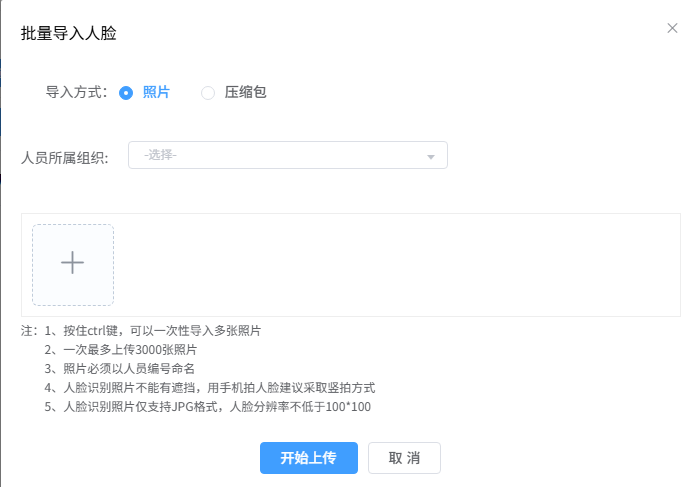 批量导入人脸
导入方式： 照片 压缩包
人员所属组织: -选择-
注：1、按住ctrl键，可以一次性导入多张照片
2、一次最多上传3000张照片
3、照片必须以人员编号命名
4、人脸识别照片不能有遮挡，用手机拍人脸建议采取竖拍方式
5、人脸识别照片仅支持JPG格式，人脸分辨率不低于100*100
开始上传 取 消